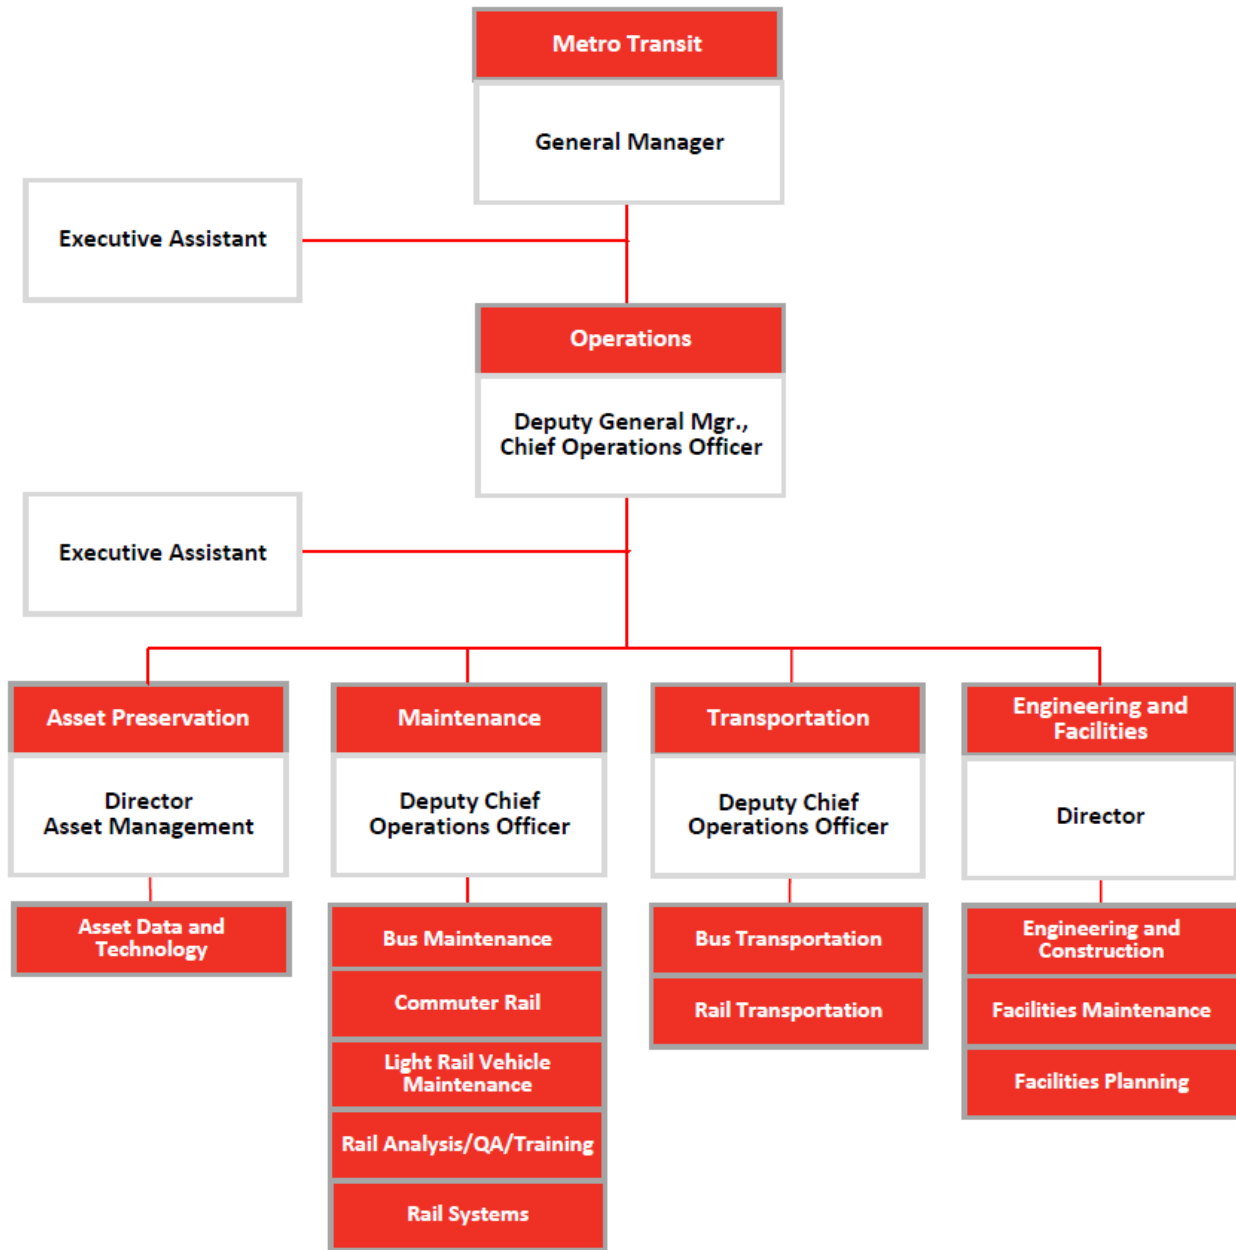 Metro Transit
General Manager
Executive Assistant
Operations
Deputy General Mgr.,
Chief Operations Officer
Executive Assistant
Asset Preservation
Director
Asset Management
Asset Data and
Technology
Maintenance
Deputy Chief
Operations Officer
Bus Maintenance
Commuter Rail
Light Rail Vehicle
Maintenance
Rail Analysis/QA/Training
Rail Systems
Transportation
Deputy Chief
Operations Officer
Bus Transportation
Rail Transportation
Engineering and
Facilities
Director
Engineering and
Construction
Facilities Maintenance
Facilities Planning